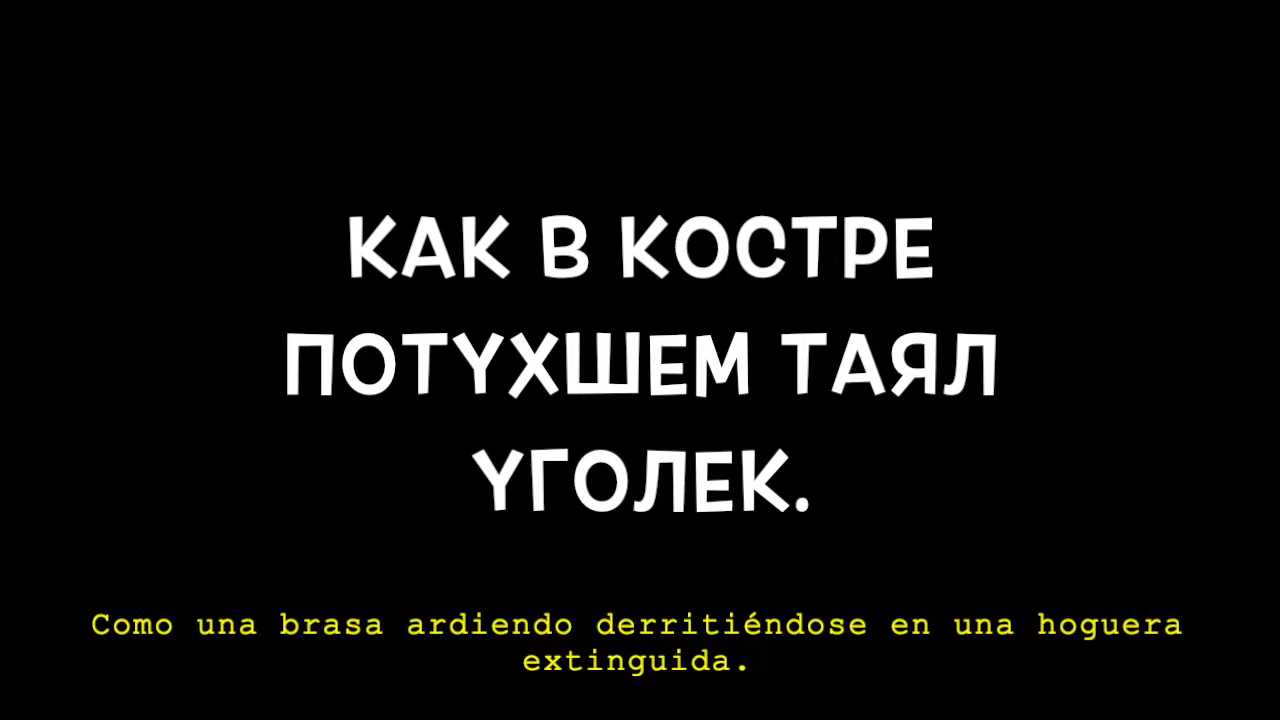 КАК В КОСТРЕ
ПОТУХШЕМ ТАЯЛ
УГОЛЕК.
Como una brasa ardiendo derritiéndose en una hoguera
extinguida.